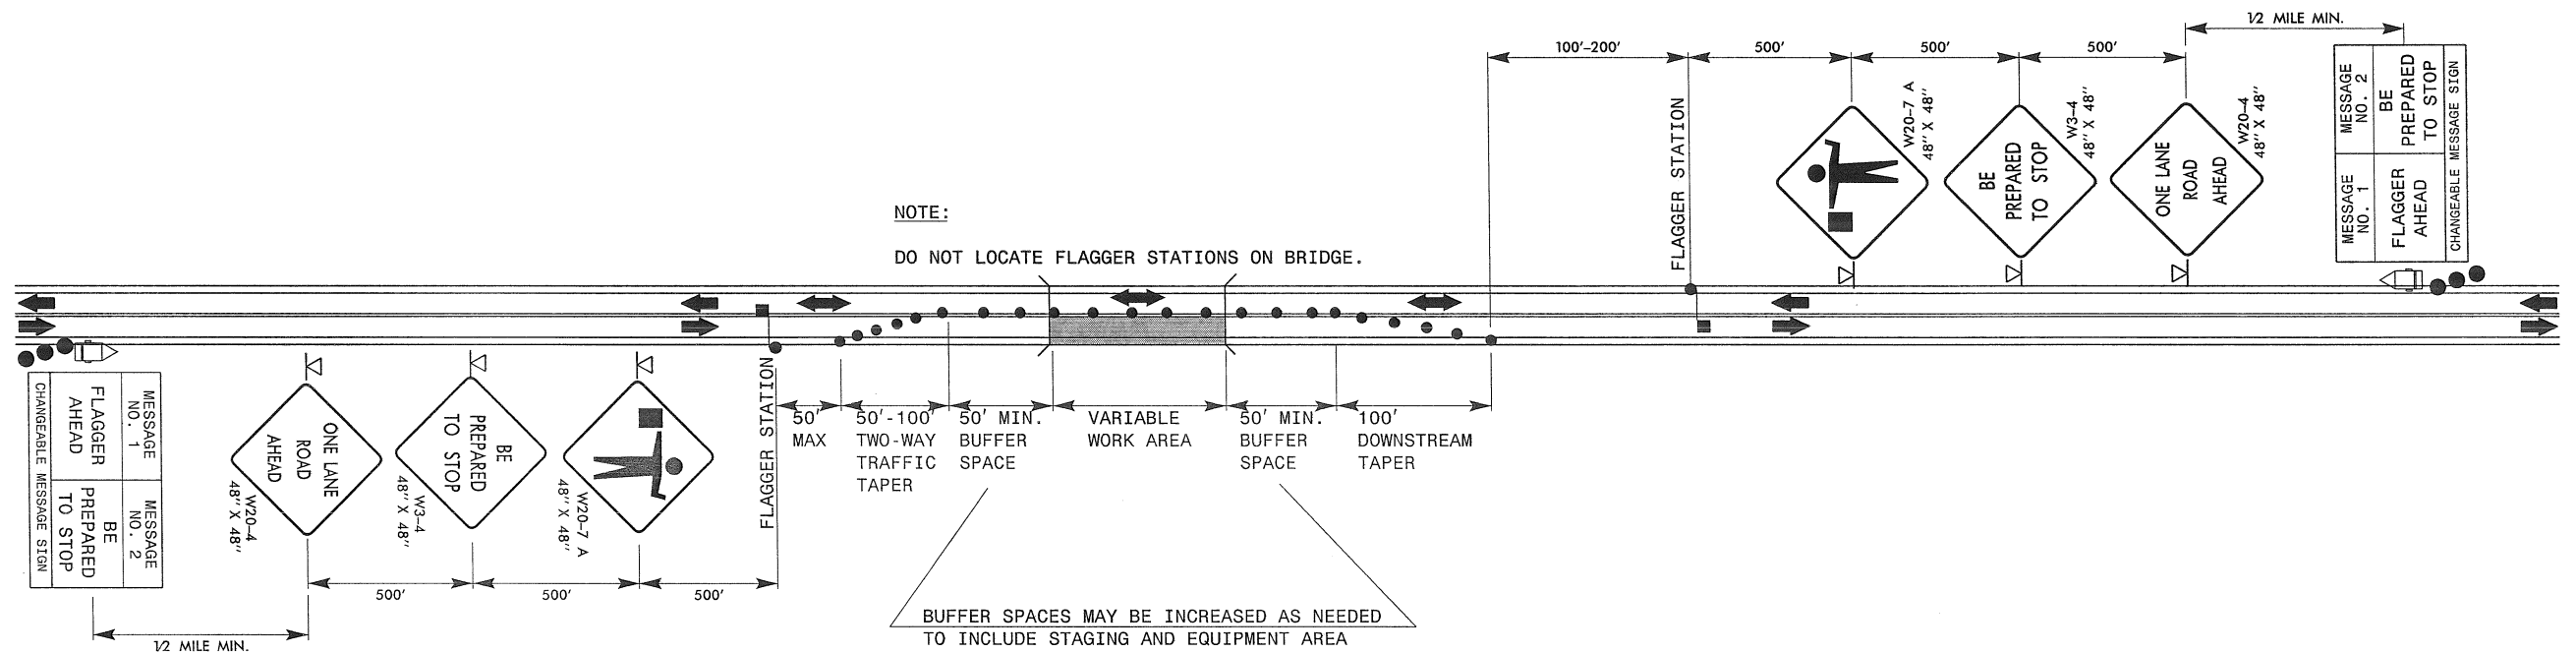 1/2 MILE MIN.
100'-200'
500'
500'
500'
MESSAGE
NO. 1
MESSAGE
NO. 2
FLAGGER
AHEAD
BE
PREPARED
TO STOP
CHANGEABLE MESSAGE SIGN
FLAGGER STATION
W20-7 A
48" X 48"
BE
PREPARED
TO STOP
W3-4
48" X 48"
ONE LANE
ROAD
AHEAD
W20-4
48" X 48"
NOTE:
DO NOT LOCATE FLAGGER STATIONS ON BRIDGE.
MESSAGE
NO. 1
MESSAGE
NO. 2
FLAGGER
AHEAD
BE
PREPARED
TO STOP
CHANGEABLE MESSAGE SIGN
ONE LANE
ROAD
AHEAD
W20-4
48" X 48"
BE
PREPARED
TO STOP
W3-4
48" X 48"
W20-7 A
48" X 48"
FLAGGER STATION
50'
MAX
50'-100'
TWO-WAY
TRAFFIC
TAPER
50' MIN.
BUFFER
SPACE
VARIABLE
WORK AREA
50' MIN.
BUFFER
SPACE
100'
DOWNSTREAM
TAPER
500'
500'
500'
1/2 MILE MIN.
BUFFER SPACES MAY BE INCREASED AS NEEDED
TO INCLUDE STAGING AND EQUIPMENT AREA